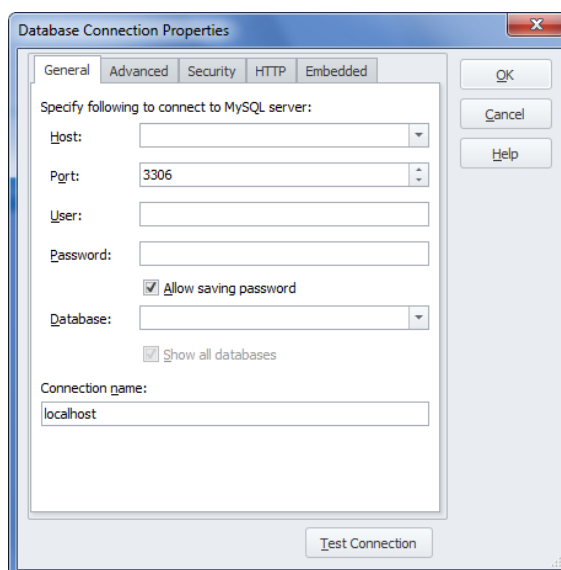 Database Connection Properties
General Advanced Security HTTP Embedded
OK
Cancel
Help
Specify following to connect to MySQL server:
Host:
Port: 3306
User:
Password:
Allow saving password
Database:
Show all databases
Connection name:
localhost
Test Connection